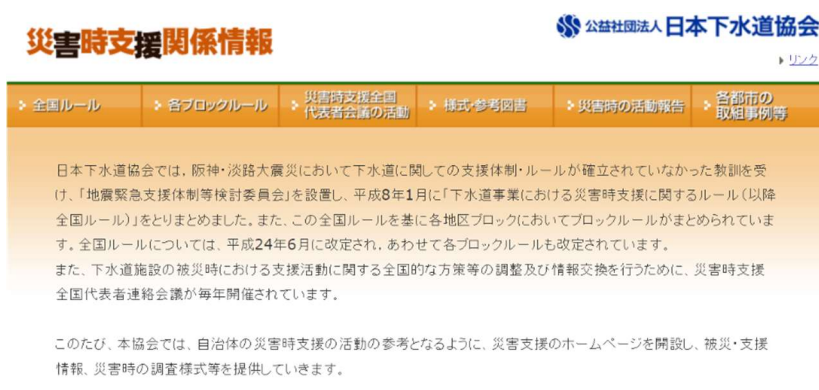 災害時支援関係情報
公益社団法人 日本下水道協会
リンク
全国ルール
各ブロックルール
災害時支援全国
代表者会議の活動
様式・参考図書
災害時の活動報告
各都市の
取組事例等
日本下水道協会では，阪神・淡路大震災において下水道に関しての支援体制・ルールが確立されていなかった教訓を受
け、「地震緊急支援体制等検討委員会」を設置し、平成8年1月に「下水道事業における災害時支援に関するルール（以降
全国ルール）」をとりまとめました。また、この全国ルールを基に各地区ブロックにおいてブロックルールがまとめられていま
す。全国ルールについては、平成24年6月に改定され，あわせて各ブロックルールも改定されています。
また、下水道施設の被災時における支援活動に関する全国的な方策等の調整及び情報交換を行うために、災害時支援
全国代表者連絡会議が毎年開催されています。
このたび、本協会では、自治体の災害時支援の活動の参考となるように、災害支援のホームページを開設し、被災・支援
情報、災害時の調査様式等を提供していきます。